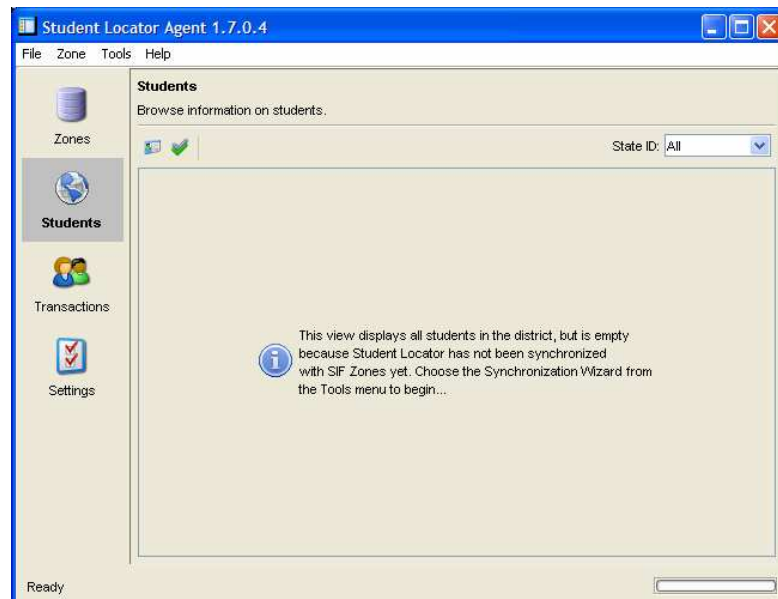 Student Locator Agent 1.7.0.4
File Zone Tools Help
Zones
Students
Transactions
Settings
Students
Browse information on students.
State ID: All
This view displays all students in the district, but is empty
because Student Locator has not been synchronized
with SIF Zones yet. Choose the Synchronization Wizard from
the Tools menu to begin...
Ready